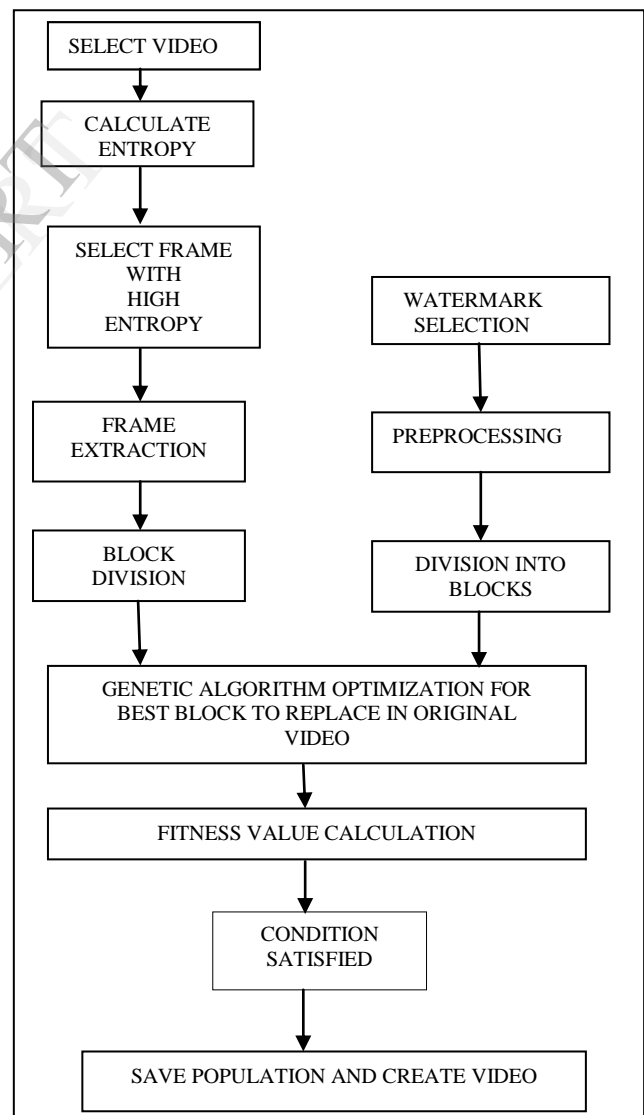 SELECT VIDEO
CALCULATE
ENTROPY
SELECT FRAME
WITH
HIGH
ENTROPY
FRAME
EXTRACTION
BLOCK
DIVISION
WATERMARK
SELECTION
PREPROCESSING
DIVISION INTO
BLOCKS
GENETIC ALGORITHM OPTIMIZATION FOR
BEST BLOCK TO REPLACE IN ORIGINAL
VIDEO
FITNESS VALUE CALCULATION
CONDITION
SATISFIED
SAVE POPULATION AND CREATE VIDEO
RT